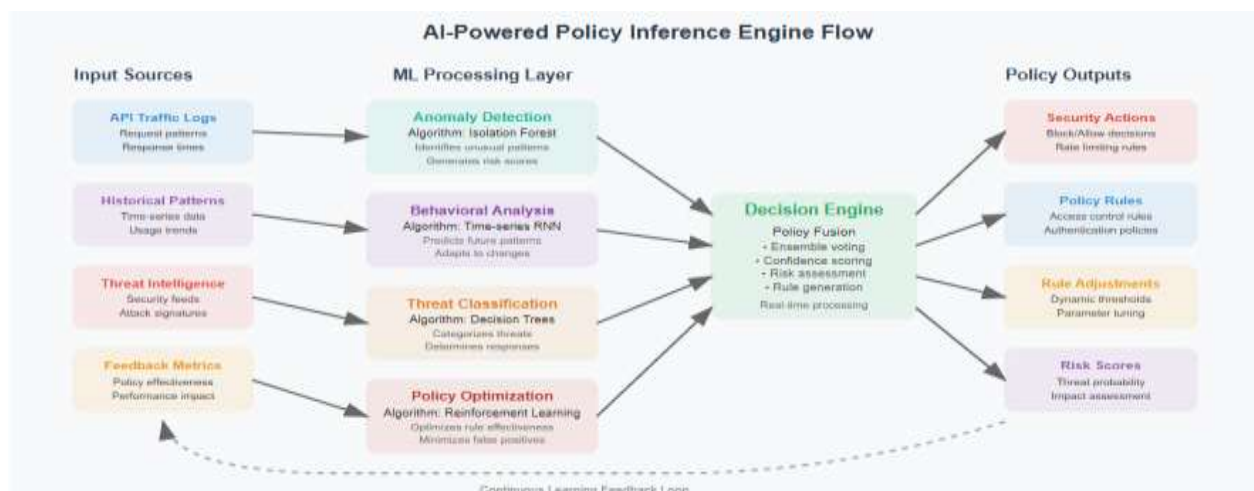 AI-Powered Policy Inference Engine Flow
Input Sources
API Traffic Logs
Request patterns
Response times
Historical Patterns
Time-series data
Usage trends
Threat Intelligence
Security feeds
Attack signatures
Feedback Metrics
Policy effectiveness
Performance impact
ML Processing Layer
Anomaly Detection
Algorithm: Isolation Forest
Identifies unusual patterns
Generates risk scores
Behavioral Analysis
Algorithm: Time-series RNN
Predicts future patterns
Adapts to changes
Threat Classification
Algorithm: Decision Trees
Categorizes threats
Determines responses
Policy Optimization
Algorithm: Reinforcement Learning
Optimizes rule effectiveness
Minimizes false positives
Decision Engine
Policy Fusion
• Ensemble voting
• Confidence scoring
• Risk assessment
• Rule generation
Real-time processing
Policy Outputs
Security Actions
Block/Allow decisions
Rate limiting rules
Policy Rules
Access control rules
Authentication policies
Rule Adjustments
Dynamic thresholds
Parameter tuning
Risk Scores
Threat probability
Impact assessment
Continuous Learning Feedback Loop